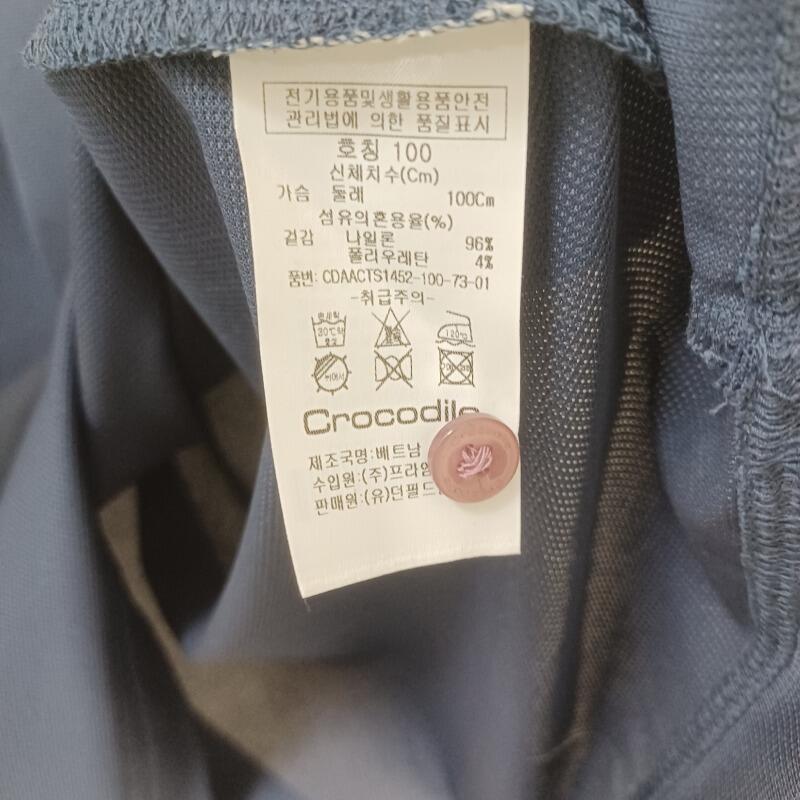 전기용품및생활용품안전
관리법에 의한 품질표시
호칭 100
신체치수(Cm)
가슴 둘레 100Cm
섬유의혼용율(%)
겉감 나일론 96%
폴리우레탄 4%
품번: CDAACTS1452-100-73-01
-취급주의-
30℃ 120℃
Crocodile
제조국명:베트남
수입원:(주)프라임
판매원:(유)던필드